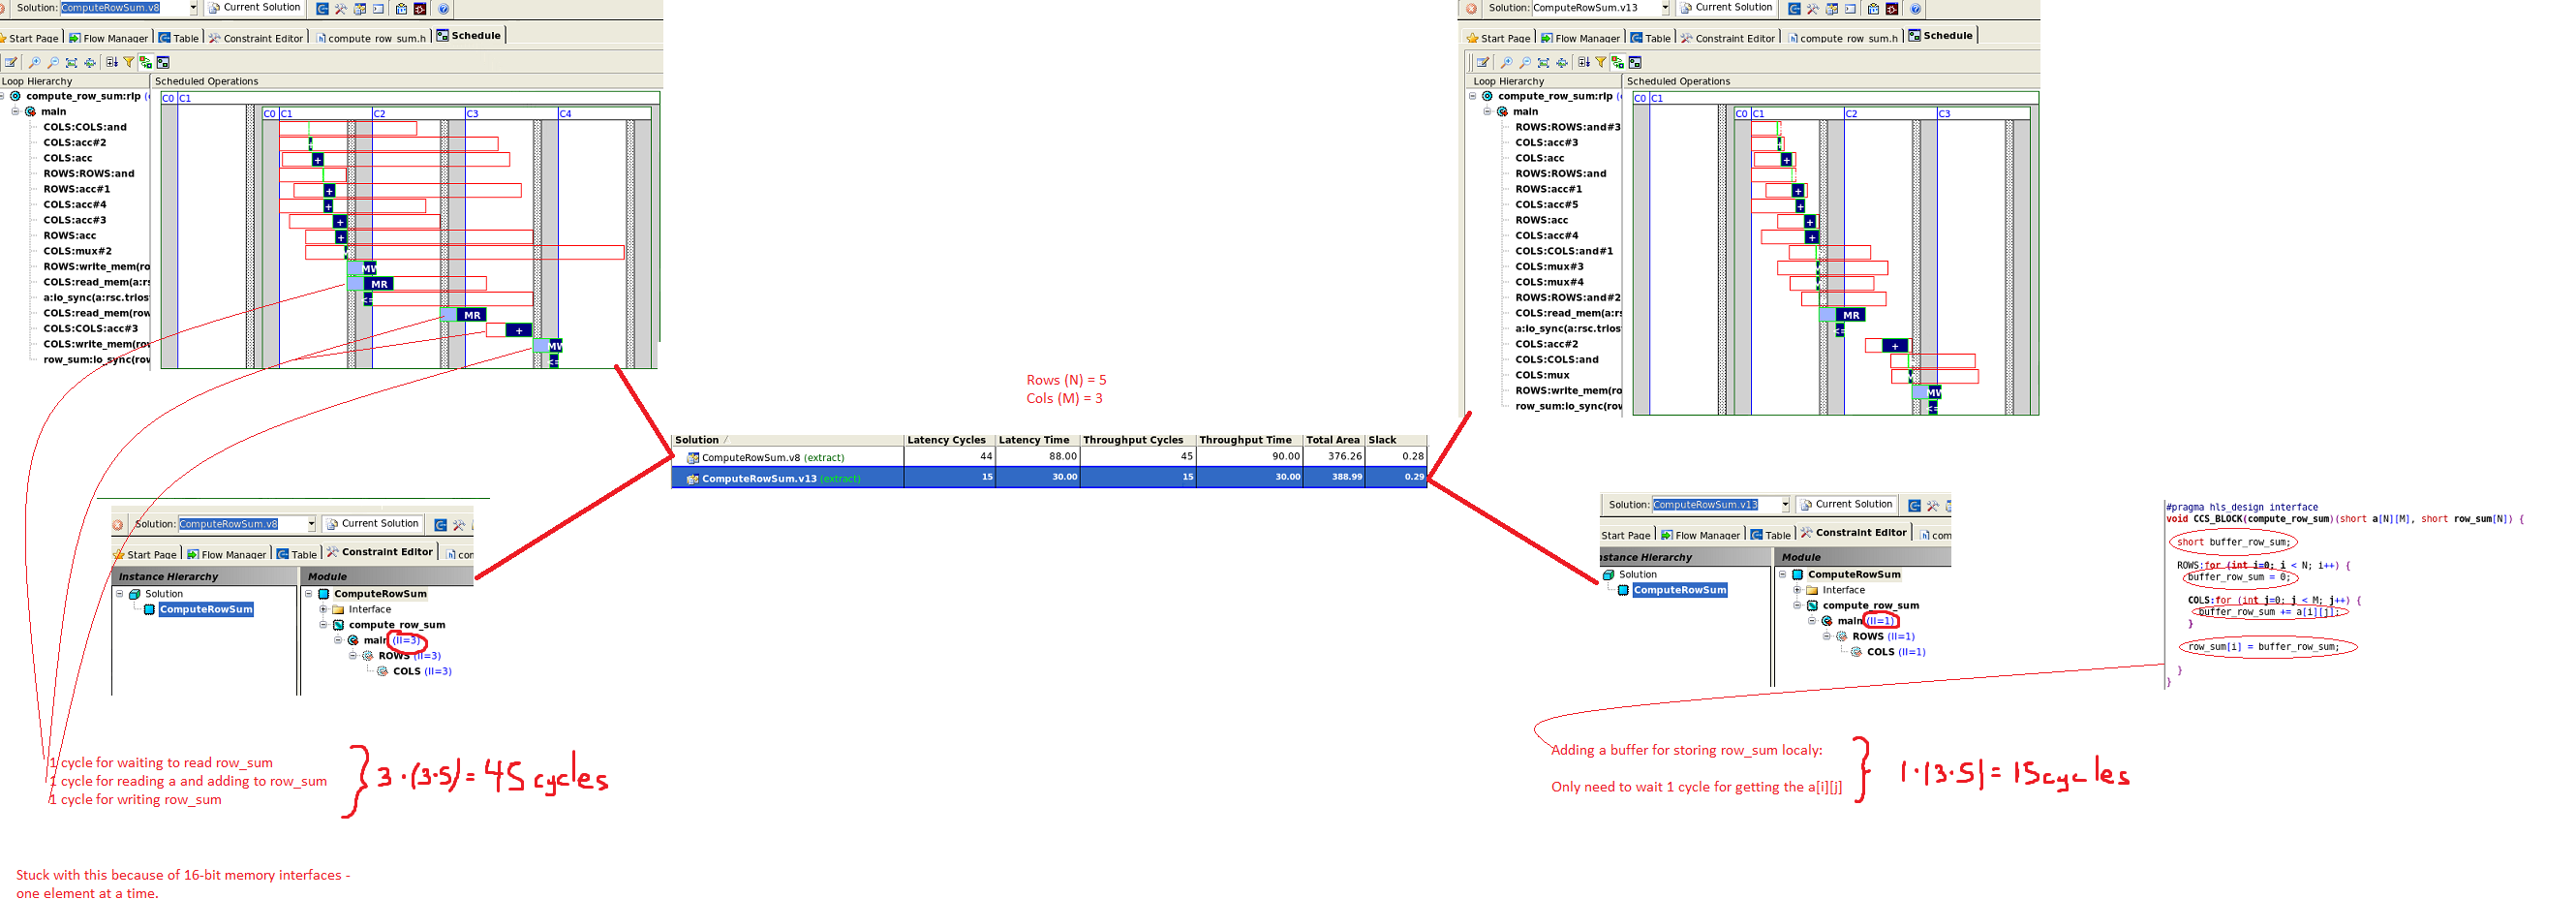 Solution: ComputeRowSum.v8 Current Solution
Start Page Flow Manager Table Constraint Editor compute_row_sum.h Schedule
Loop Hierarchy Scheduled Operations
compute_row_sum:rlp
C0 C1
main
C0 C1 C2 C3 C4
COLS:COLS:and
COLS:acc#2
COLS:acc
+
ROWS:ROWS:and
ROWS:acc#1
+
COLS:acc#4
+
COLS:acc#3
+
ROWS:acc
+
COLS:mux#2
ROWS:write_mem(ro
MW
COLS:read_mem(a:rs
MR
a:io_sync(a:rsc.trios
<=
COLS:read_mem(row
MR
COLS:COLS:acc#3
+
COLS:write_mem(row
MW
row_sum:io_sync(row
<=
Solution: ComputeRowSum.v13 Current Solution
Start Page Flow Manager Table Constraint Editor compute_row_sum.h Schedule
Loop Hierarchy Scheduled Operations
compute_row_sum:rlp
C0 C1
main
C0 C1 C2 C3
ROWS:ROWS:and#3
COLS:acc#3
COLS:acc
+
ROWS:ROWS:and
ROWS:acc#1
+
COLS:acc#5
+
ROWS:acc
+
COLS:acc#4
+
COLS:COLS:and#1
COLS:mux#3
COLS:mux#4
ROWS:ROWS:and#2
COLS:read_mem(a:rs
MR
a:io_sync(a:rsc.trios
<=
COLS:acc#2
+
COLS:COLS:and
COLS:mux
ROWS:write_mem(row
MW
row_sum:io_sync(row
<=
Rows (N) = 5
Cols (M) = 3
Solution / Latency Cycles Latency Time Throughput Cycles Throughput Time Total Area Slack
ComputeRowSum.v8 (extract) 44 88.00 45 90.00 376.26 0.28
ComputeRowSum.v13 (extract) 15 30.00 15 30.00 388.99 0.29
Solution: ComputeRowSum.v8 Current Solution
Start Page Flow Manager Table Constraint Editor co
Instance Hierarchy Module
Solution ComputeRowSum
Interface
ComputeRowSum
compute_row_sum
main (II=3)
ROWS (II=3)
COLS (II=3)
Solution: ComputeRowSum.v13 Current Solution
Start Page Flow Manager Table Constraint Editor com
nstance Hierarchy Module
Solution ComputeRowSum
ComputeRowSum Interface
compute_row_sum
main (II=1)
ROWS (II=1)
COLS (II=1)
#pragma hls_design interface
void CCS_BLOCK(compute_row_sum)(short a[N][M], short row_sum[N]) {
short buffer_row_sum;
ROWS:for (int i=0; i < N; i++) {
buffer_row_sum = 0;
COLS:for (int j=0; j < M; j++) {
buffer_row_sum += a[i][j];
}
row_sum[i] = buffer_row_sum;
}
}
1 cycle for waiting to read row_sum
1 cycle for reading a and adding to row_sum
1 cycle for writing row_sum
3·(3·5)=45 cycles
Adding a buffer for storing row_sum localy:
Only need to wait 1 cycle for getting the a[i][j]
1·(3·5)=15 cycles
Stuck with this because of 16-bit memory interfaces -
one element at a time.